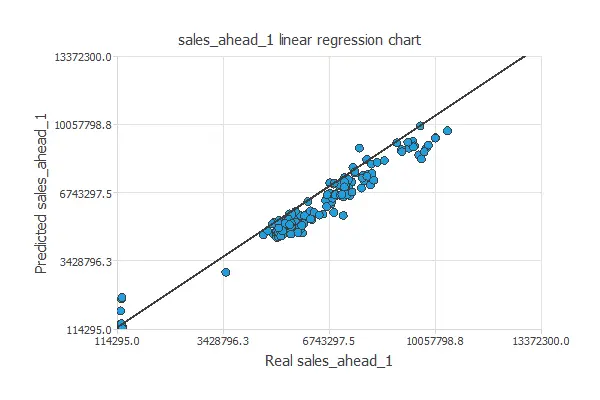 sales_ahead_1 linear regression chart
13372300.0
10057798.8
6743297.5
3428796.3
114295.0
Predicted sales_ahead_1
114295.0 3428796.3 6743297.5 10057798.8 13372300.0
Real sales_ahead_1